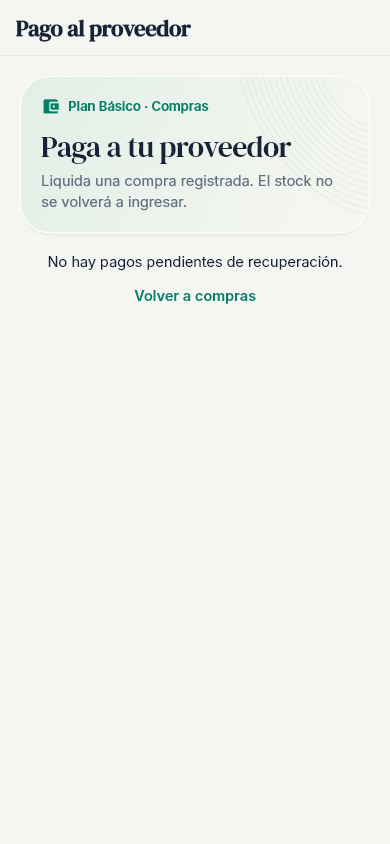 Pago al proveedor
Plan Básico · Compras
Paga a tu proveedor
Liquida una compra registrada. El stock no
se volverá a ingresar.
No hay pagos pendientes de recuperación.
Volver a compras